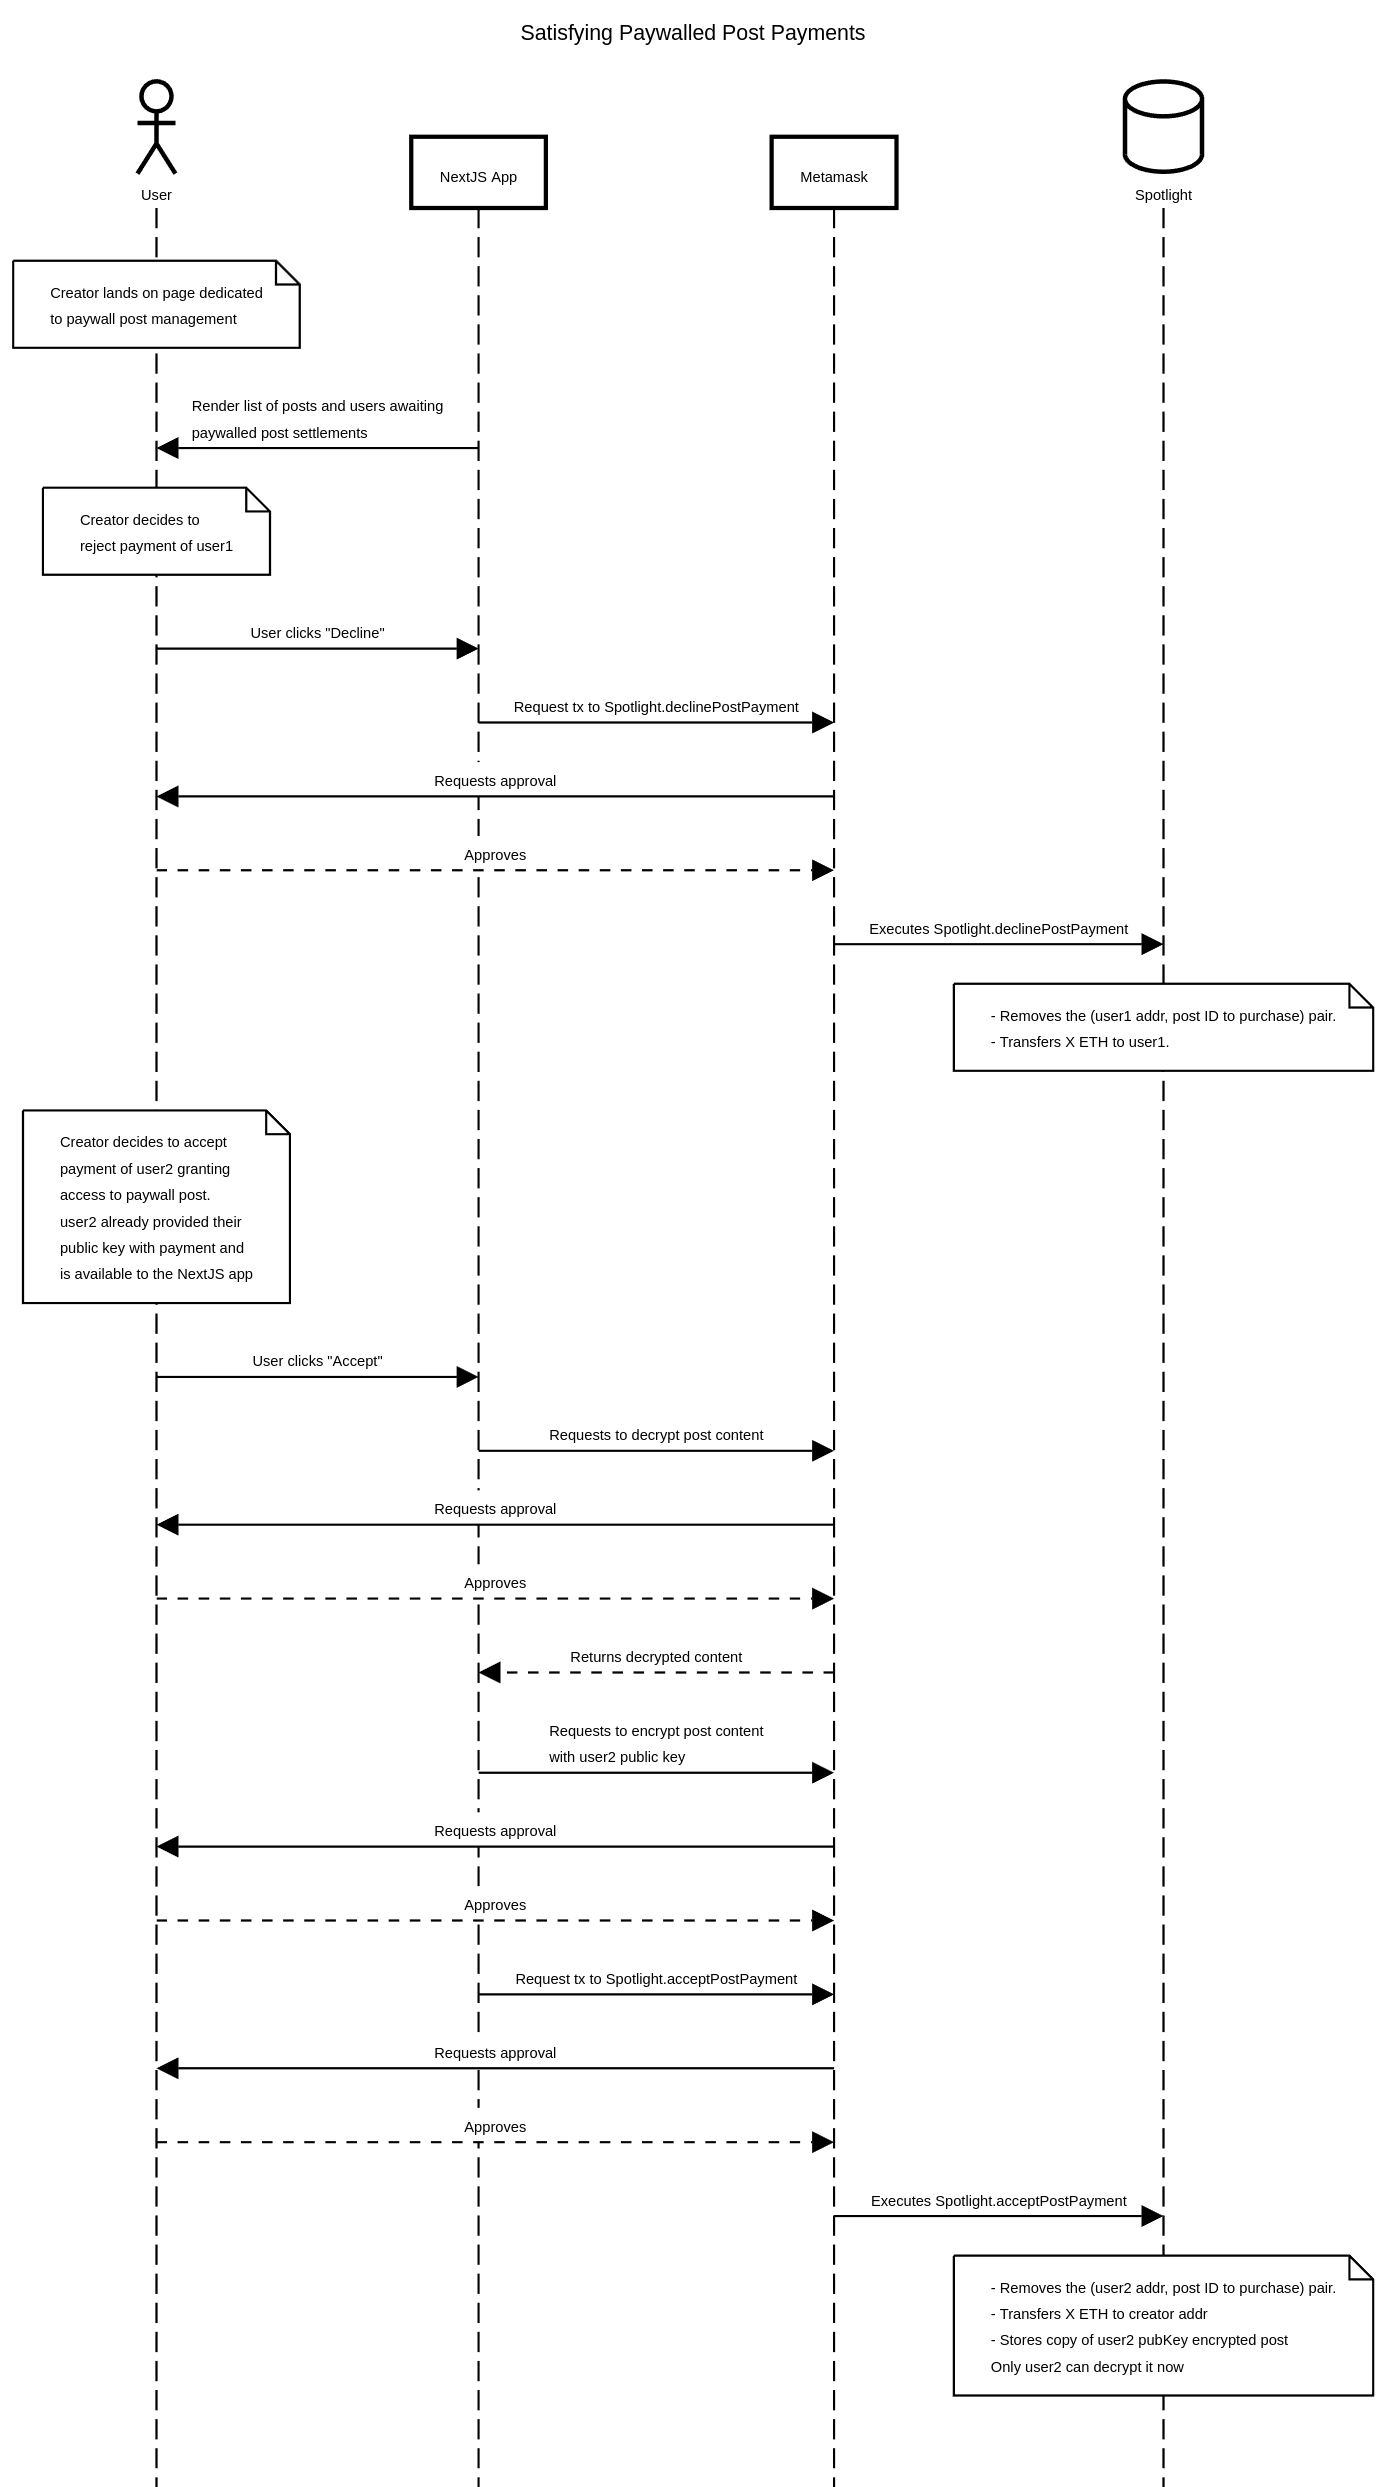 Satisfying Paywalled Post Payments
User
NextJS App
Metamask
Spotlight
Creator lands on page dedicated
to paywall post management
Render list of posts and users awaiting
paywalled post settlements
Creator decides to
reject payment of user1
User clicks "Decline"
Request tx to Spotlight.declinePostPayment
Requests approval
Approves
Executes Spotlight.declinePostPayment
- Removes the (user1 addr, post ID to purchase) pair.
- Transfers X ETH to user1.
Creator decides to accept
payment of user2 granting
access to paywall post.
user2 already provided their
public key with payment and
is available to the NextJS app
User clicks "Accept"
Requests to decrypt post content
Requests approval
Approves
Returns decrypted content
Requests to encrypt post content
with user2 public key
Requests approval
Approves
Request tx to Spotlight.acceptPostPayment
Requests approval
Approves
Executes Spotlight.acceptPostPayment
- Removes the (user2 addr, post ID to purchase) pair.
- Transfers X ETH to creator addr
- Stores copy of user2 pubKey encrypted post
Only user2 can decrypt it now